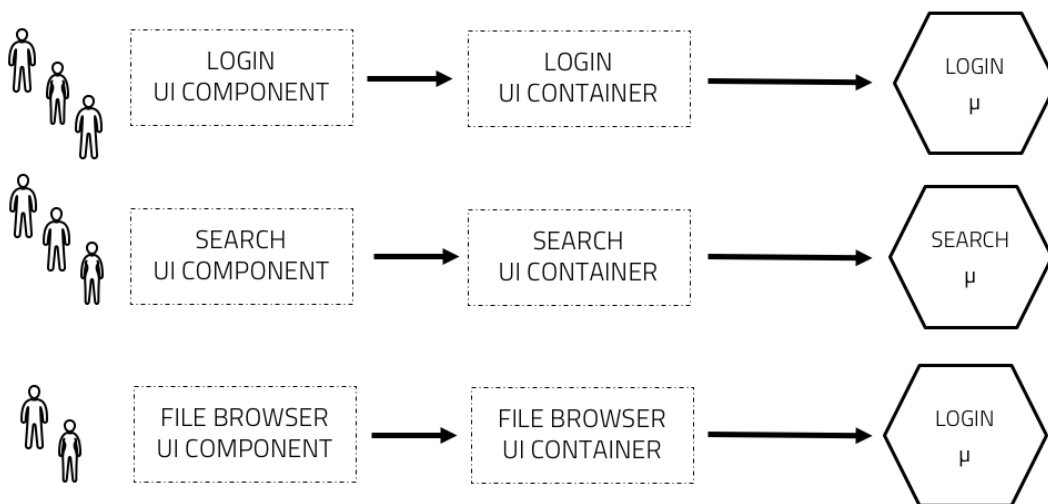 LOGIN
UI COMPONENT
LOGIN
UI CONTAINER
LOGIN
µ
SEARCH
UI COMPONENT
SEARCH
UI CONTAINER
SEARCH
µ
FILE BROWSER
UI COMPONENT
FILE BROWSER
UI CONTAINER
LOGIN
µ